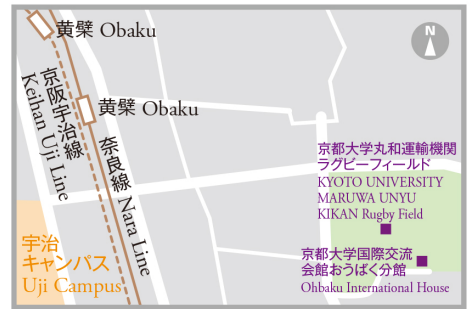 黄檗 Obaku
N
黄檗 Obaku
京阪宇治線
Keihan Uji Line
奈良線 Nara Line
京都大学丸和運輸機関
ラグビーフィールド
KYOTO UNIVERSITY
MARUWA UNYU
KIKAN Rugby Field
宇治
キャンパス
Uji Campus
京都大学国際交流
会館おうばく分館
Ohbaku International House